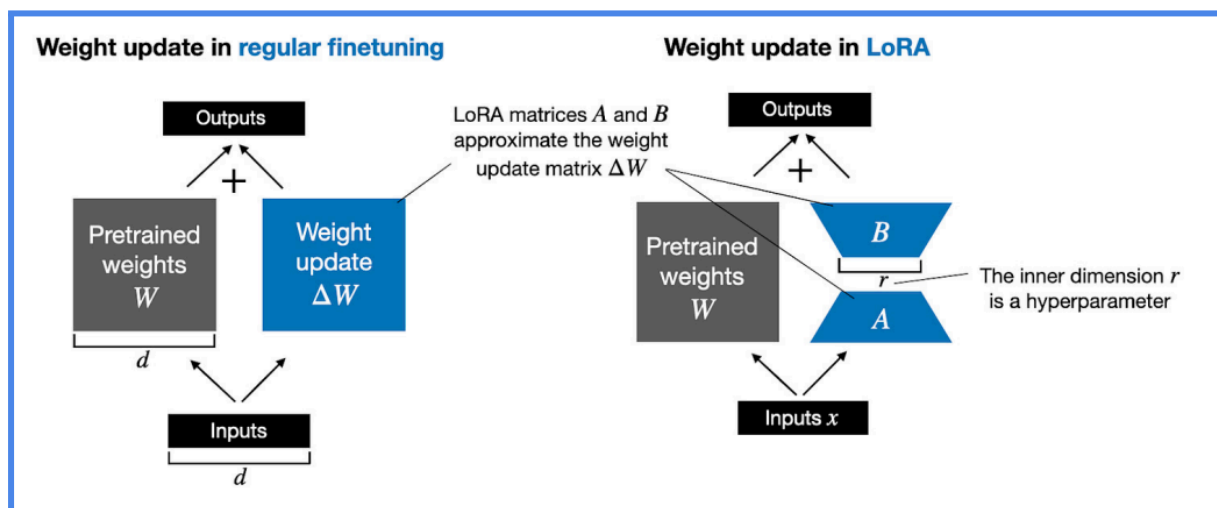 Weight update in regular finetuning
Outputs
+
Pretrained
weights
W
Weight
update
ΔW
d
Inputs
d
LoRA matrices A and B
approximate the weight
update matrix ΔW
Weight update in LoRA
Outputs
+
Pretrained
weights
W
B
r
A
The inner dimension r
is a hyperparameter
Inputs x